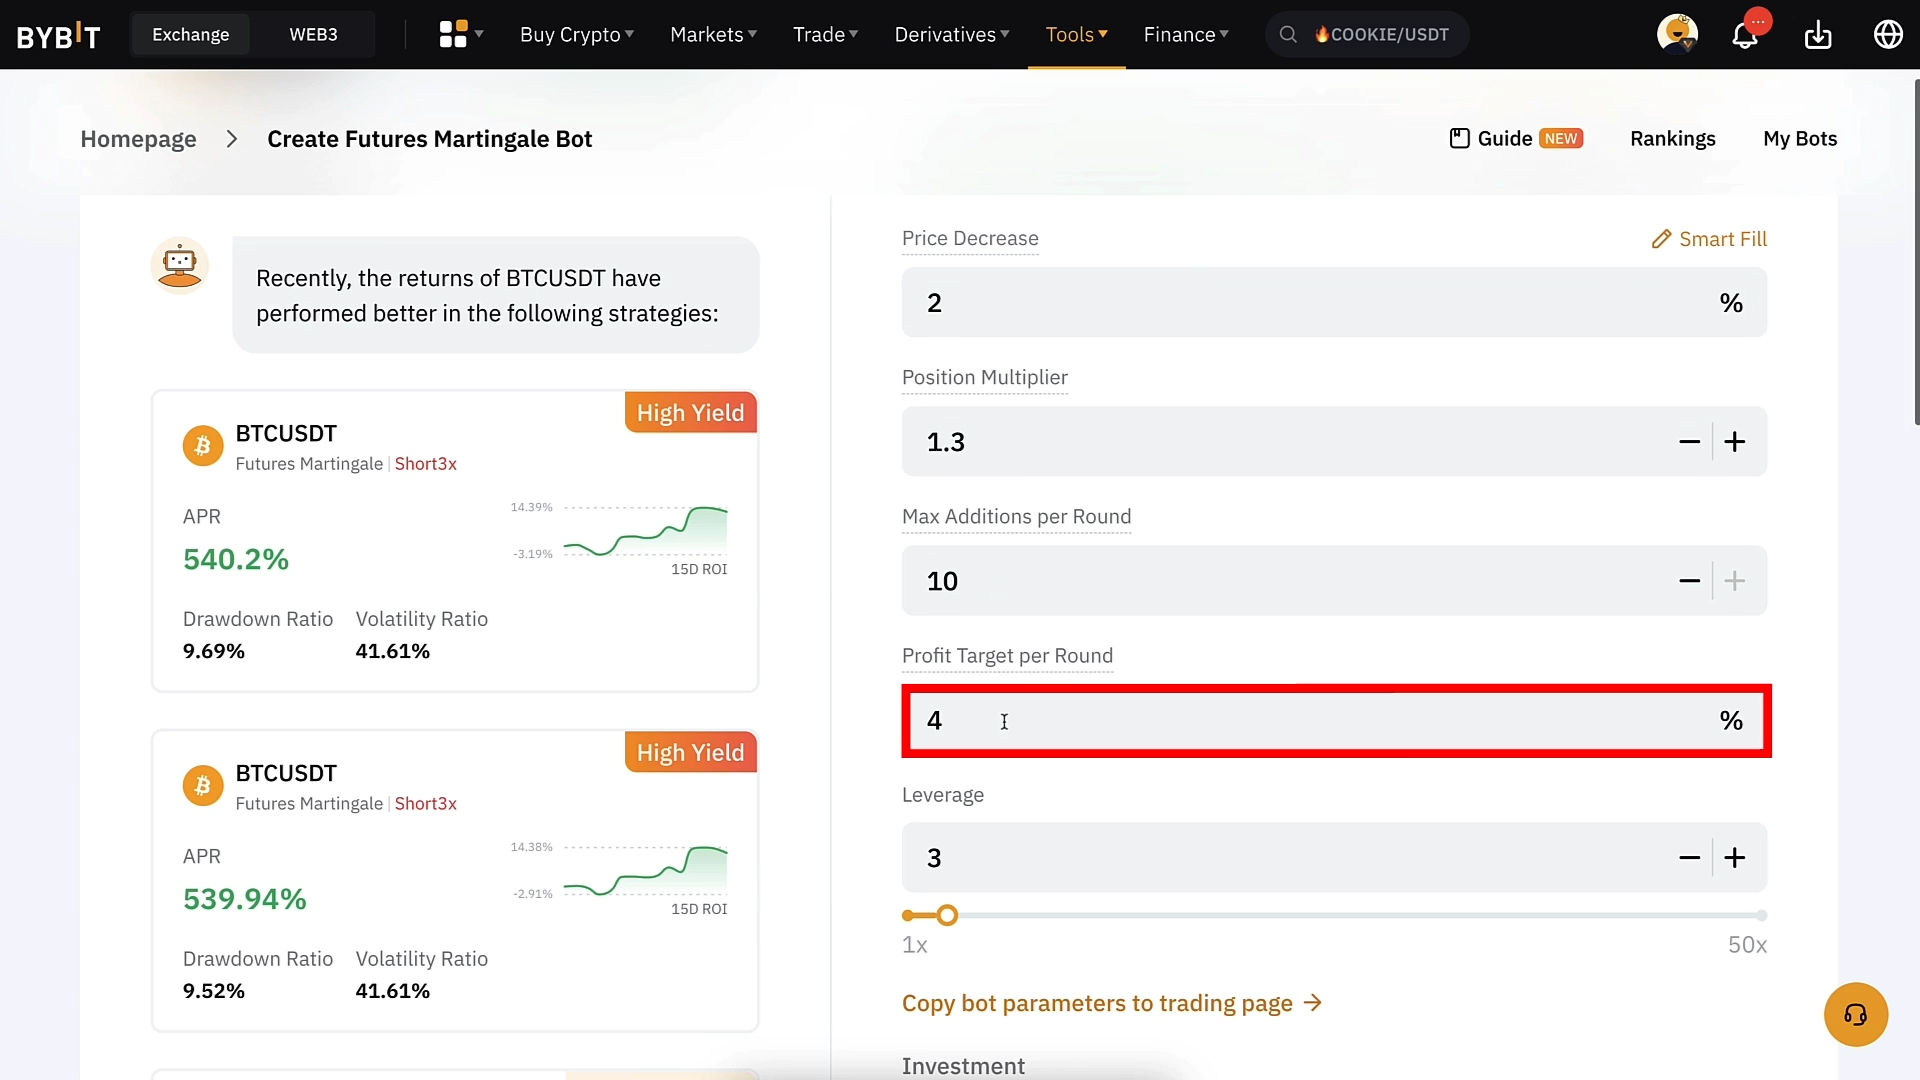 BYBIT
Exchange
WEB3
Buy Crypto
Markets
Trade
Derivatives
Tools
Finance
COOKIE/USDT
Homepage
Create Futures Martingale Bot
Guide NEW
Rankings
My Bots
Recently, the returns of BTCUSDT have
performed better in the following strategies:
High Yield
BTCUSDT
Futures Martingale | Short3x
APR
540.2%
14.39%
-3.19%
15D ROI
Drawdown Ratio
Volatility Ratio
9.69%
41.61%
High Yield
BTCUSDT
Futures Martingale | Short3x
APR
539.94%
14.38%
-2.91%
15D ROI
Drawdown Ratio
Volatility Ratio
9.52%
41.61%
Price Decrease
Smart Fill
2
%
Position Multiplier
1.3
Max Additions per Round
10
Profit Target per Round
4
%
Leverage
3
1x
50x
Copy bot parameters to trading page
Investment